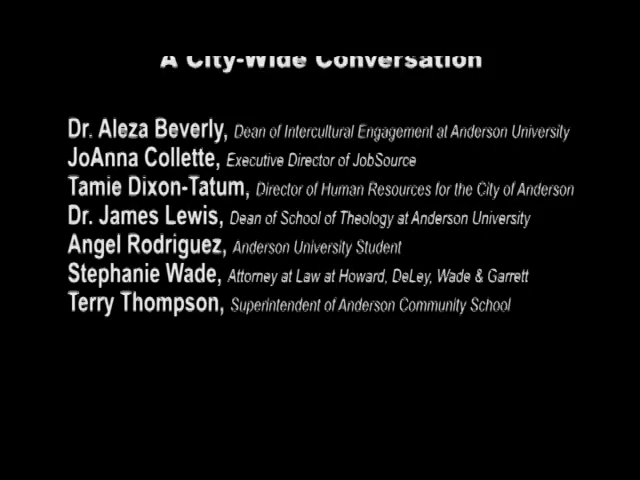 A City-Wide Conversation
Dr. Aleza Beverly, Dean of Intercultural Engagement at Anderson University
JoAnna Collette, Executive Director of JobSource
Tamie Dixon-Tatum, Director of Human Resources for the City of Anderson
Dr. James Lewis, Dean of School of Theology at Anderson University
Angel Rodriguez, Anderson University Student
Stephanie Wade, Attorney at Law at Howard, DeLey, Wade & Garrett
Terry Thompson, Superintendent of Anderson Community School